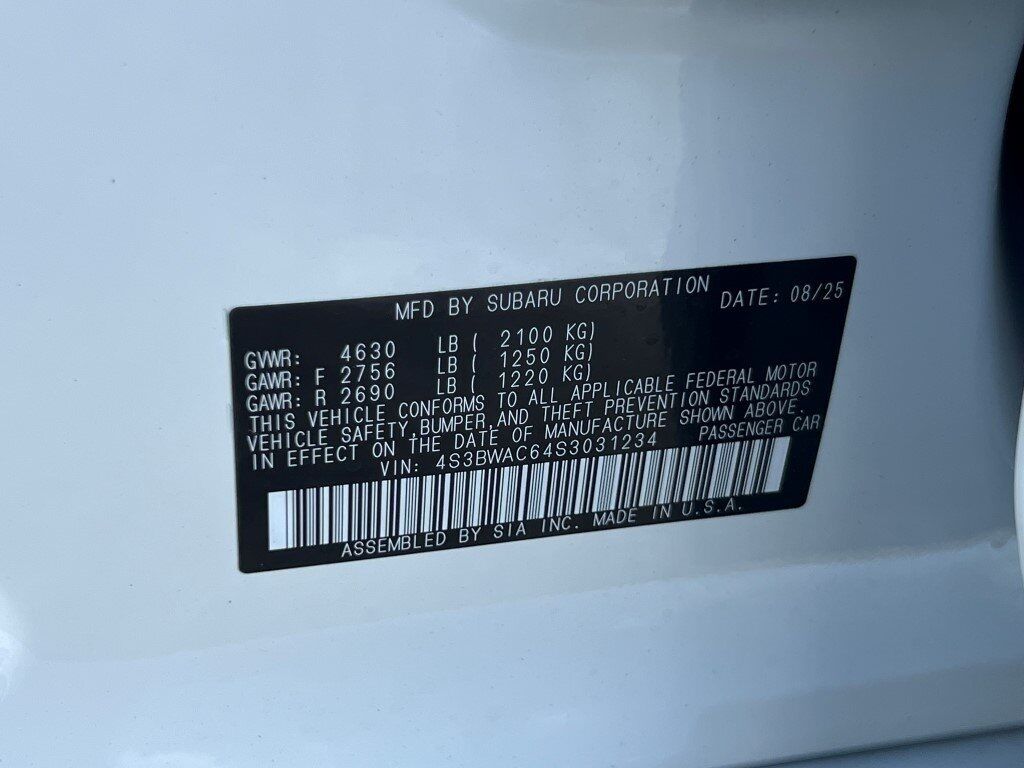 MFD BY SUBARU CORPORATION DATE: 08/25
GVWR: 4630 LB ( 2100 KG)
GAWR: F 2756 LB ( 1250 KG)
GAWR: R 2690 LB ( 1220 KG)
THIS VEHICLE CONFORMS TO ALL APPLICABLE FEDERAL MOTOR
VEHICLE SAFETY,BUMPER,AND THEFT PREVENTION STANDARDS
IN EFFECT ON THE DATE OF MANUFACTURE SHOWN ABOVE.
VIN: 4S3BWAC64S3031234 PASSENGER CAR
ASSEMBLED BY SIA INC. MADE IN U.S.A.